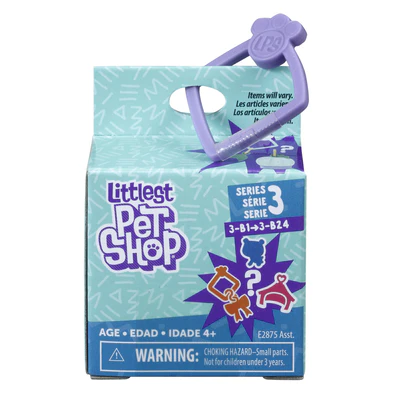 LPS
Items will vary.
Les articles varient.
Los artículos
Littlest
PET
SHOP
SERIES
SÉRIE
SERIE
3
3-B1→3-B24
?
AGE • EDAD • IDADE 4+
E2875 Asst.
WARNING:
CHOKING HAZARD–Small parts.
Not for children under 3 years.